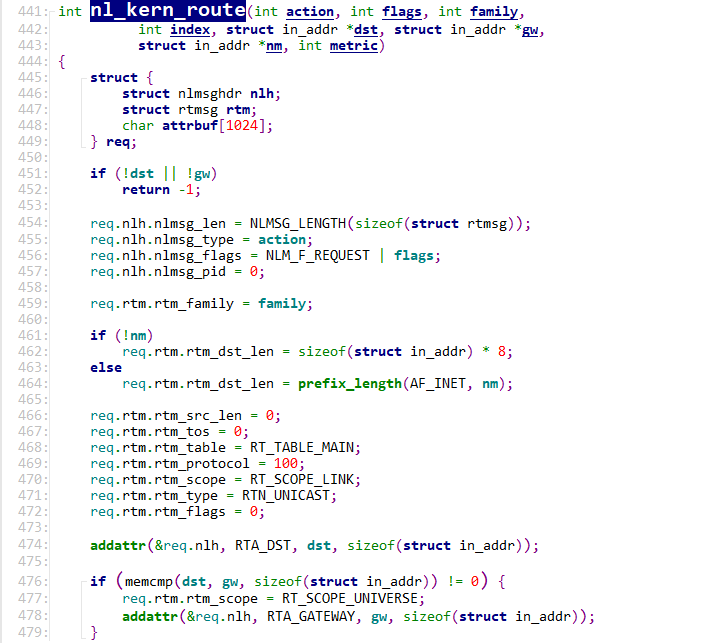 441: int nl_kern_route(int action, int flags, int family,
442: int index, struct in_addr *dst, struct in_addr *gw,
443: struct in_addr *nm, int metric)
444: {
445: struct {
446: struct nlmsghdr nlh;
447: struct rtmsg rtm;
448: char attrbuf[1024];
449: } req;
450:
451: if (!dst || !gw)
452: return -1;
453:
454: req.nlh.nlmsg_len = NLMSG_LENGTH(sizeof(struct rtmsg));
455: req.nlh.nlmsg_type = action;
456: req.nlh.nlmsg_flags = NLM_F_REQUEST | flags;
457: req.nlh.nlmsg_pid = 0;
458:
459: req.rtm.rtm_family = family;
460:
461: if (!nm)
462: req.rtm.rtm_dst_len = sizeof(struct in_addr) * 8;
463: else
464: req.rtm.rtm_dst_len = prefix_length(AF_INET, nm);
465:
466: req.rtm.rtm_src_len = 0;
467: req.rtm.rtm_tos = 0;
468: req.rtm.rtm_table = RT_TABLE_MAIN;
469: req.rtm.rtm_protocol = 100;
470: req.rtm.rtm_scope = RT_SCOPE_LINK;
471: req.rtm.rtm_type = RTN_UNICAST;
472: req.rtm.rtm_flags = 0;
473:
474: addattr(&req.nlh, RTA_DST, dst, sizeof(struct in_addr));
475:
476: if (memcmp(dst, gw, sizeof(struct in_addr)) != 0) {
477: req.rtm.rtm_scope = RT_SCOPE_UNIVERSE;
478: addattr(&req.nlh, RTA_GATEWAY, gw, sizeof(struct in_addr));
479: }